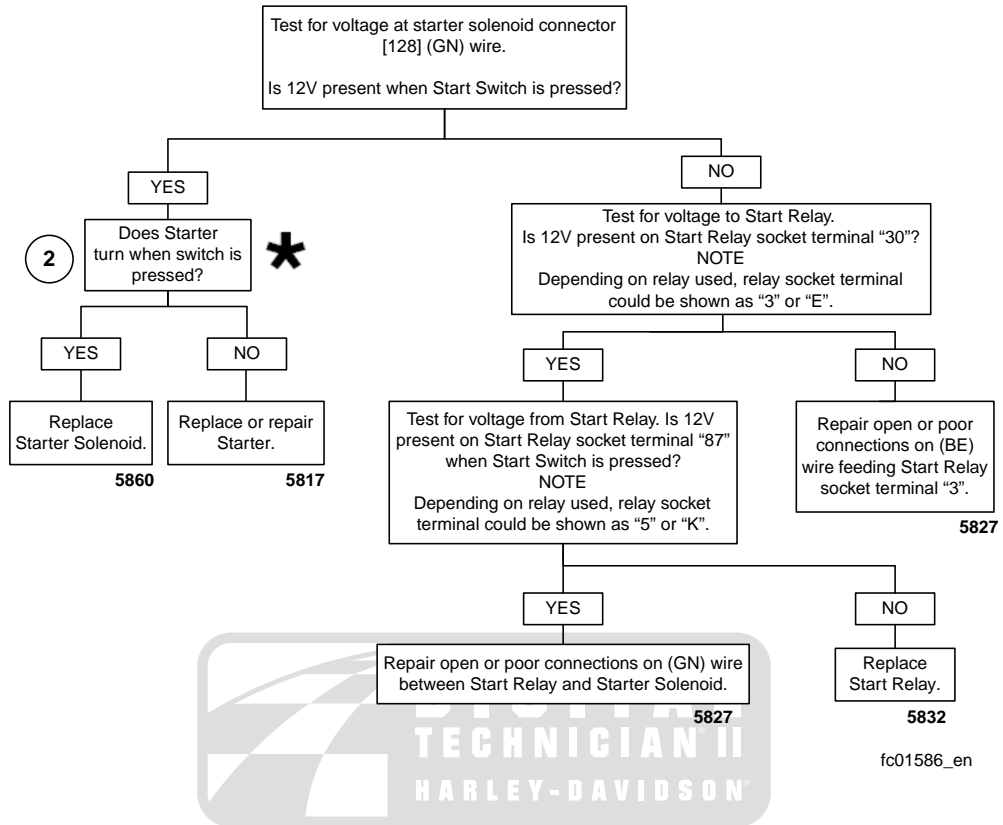 Test for voltage at starter solenoid connector
[128] (GN) wire.
Is 12V present when Start Switch is pressed?
YES
NO
2
Does Starter
turn when switch is
pressed?
*
Test for voltage to Start Relay.
Is 12V present on Start Relay socket terminal “30”?
NOTE
Depending on relay used, relay socket terminal
could be shown as “3” or “E”.
YES
NO
YES
NO
Replace
Starter Solenoid.
5860
Replace or repair
Starter.
5817
Test for voltage from Start Relay. Is 12V
present on Start Relay socket terminal “87”
when Start Switch is pressed?
NOTE
Depending on relay used, relay socket
terminal could be shown as “5” or “K”.
Repair open or poor
connections on (BE)
wire feeding Start Relay
socket terminal “3”.
5827
YES
NO
Repair open or poor connections on (GN) wire
between Start Relay and Starter Solenoid.
5827
Replace
Start Relay.
5832
DIGITAL
TECHNICIAN II
HARLEY-DAVIDSON
fc01586_en